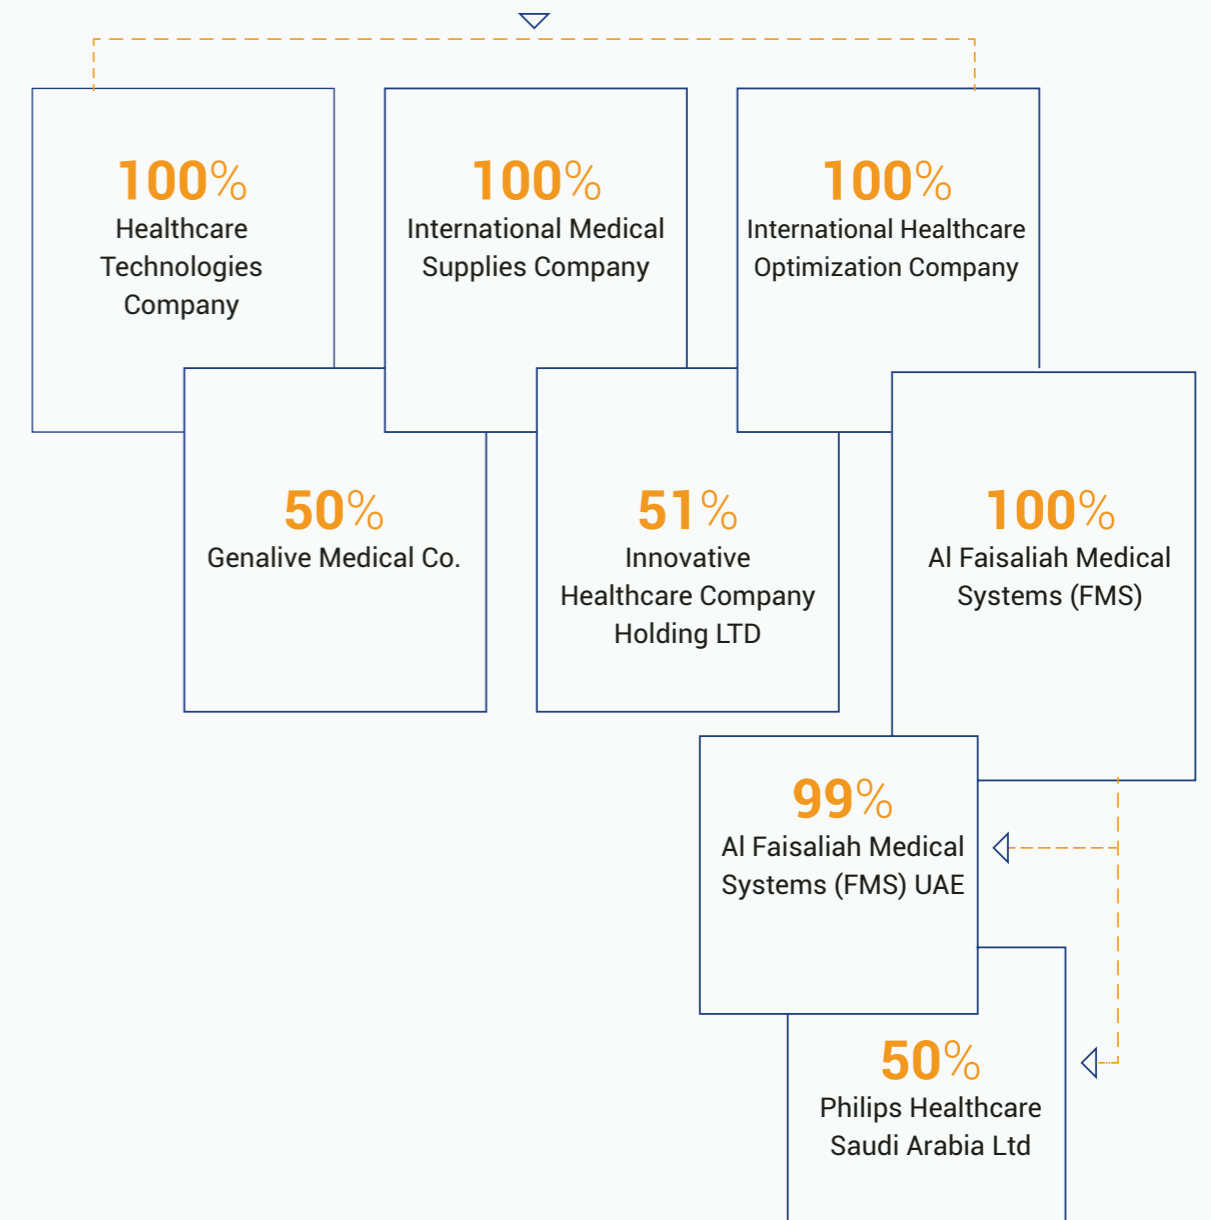 100%
Healthcare
Technologies
Company
100%
International Medical
Supplies Company
100%
International Healthcare
Optimization Company
50%
Genalive Medical Co.
51%
Innovative
Healthcare Company
Holding LTD
100%
Al Faisaliah Medical
Systems (FMS)
99%
Al Faisaliah Medical
Systems (FMS) UAE
50%
Philips Healthcare
Saudi Arabia Ltd